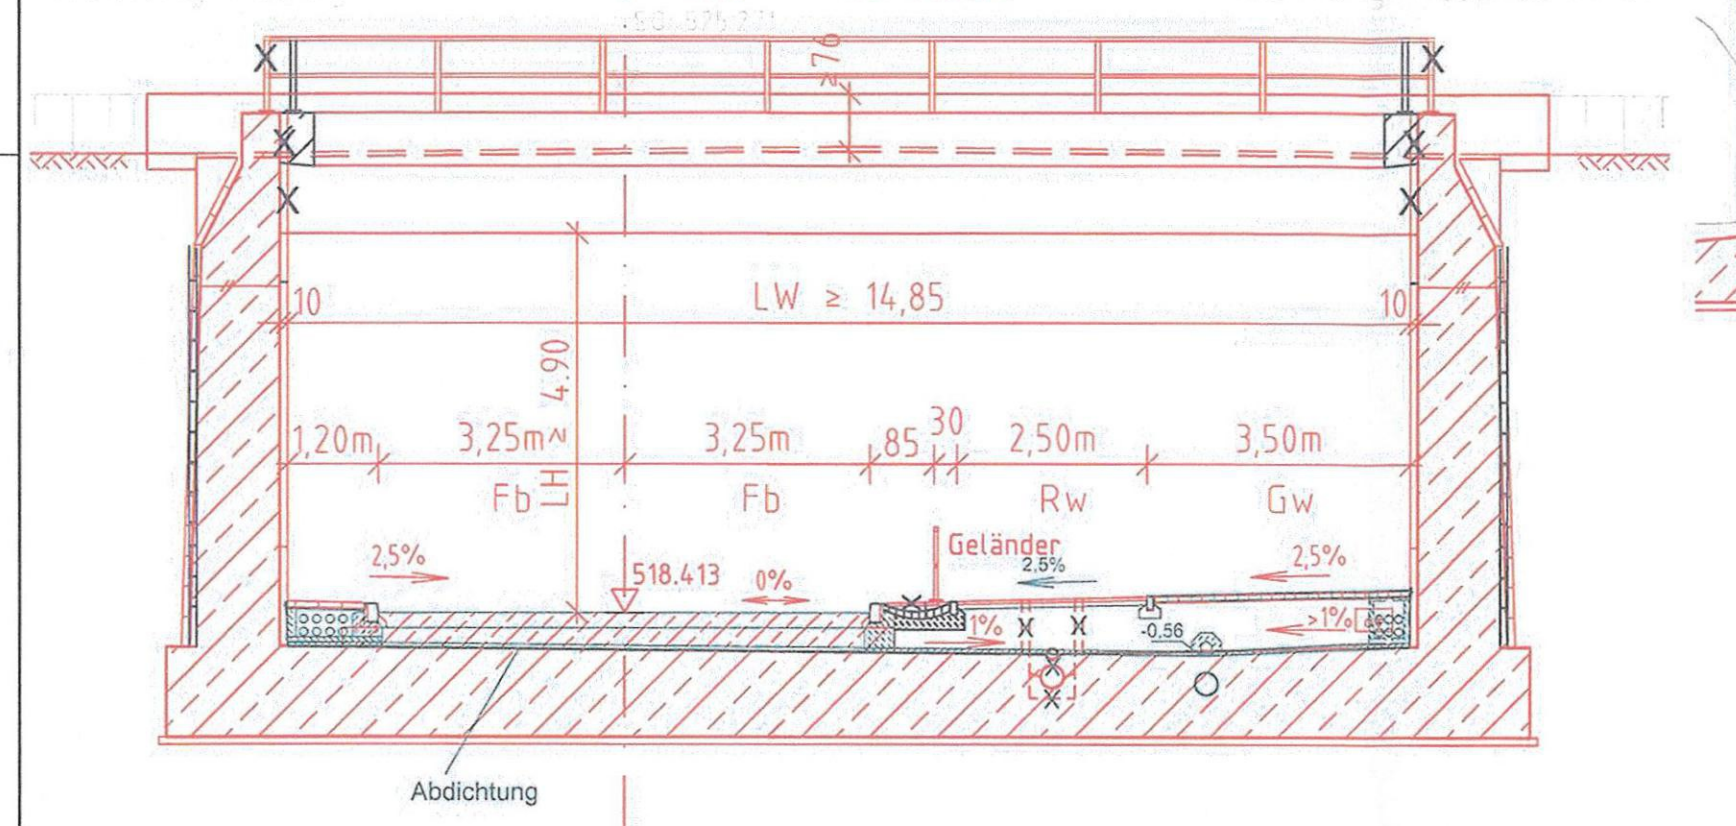 ≥76
10
LW ≥ 14,85
10
LH ≥ 4.90
1,20m
3,25m
3,25m
85
30
2,50m
3,50m
Fb
Fb
Rw
Gw
Geländer
2,5%
518.413
0%
2.5%
2,5%
1%
-0.56
>1%
Abdichtung